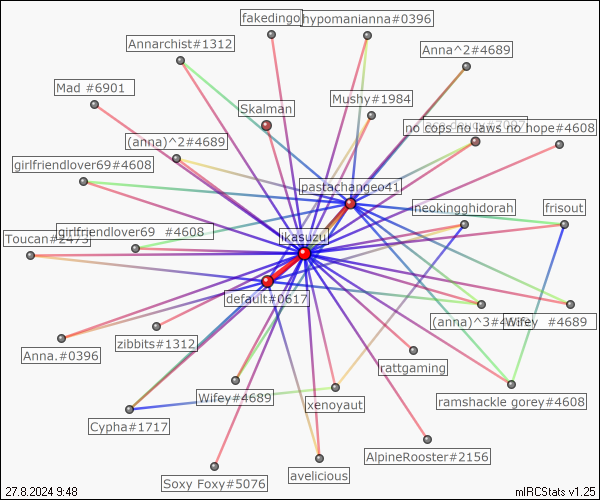 fakedingo
hypomanianna#0396
Annarchist#1312
Anna^2#4689
Mad #6901
Skalman
Mushy#1984
no cops no laws no hope#4608
(anna)^2#4689
girlfriendlover69#4608
pastachangeo41
neokingghidorah
frisout
girlfriendlover69 #4608
Toucan#2473
likasuzu
default#0617
(anna)^3#4689
Wifey #4689
zibbits#1312
Anna.#0396
rattgaming
Wifey#4689
xenoyaut
ramshackle gorey#4608
Cypha#1717
AlpineRooster#2156
avelicious
Soxy Foxy#5076
27.8.2024 9:48
mIRCStats v1.25